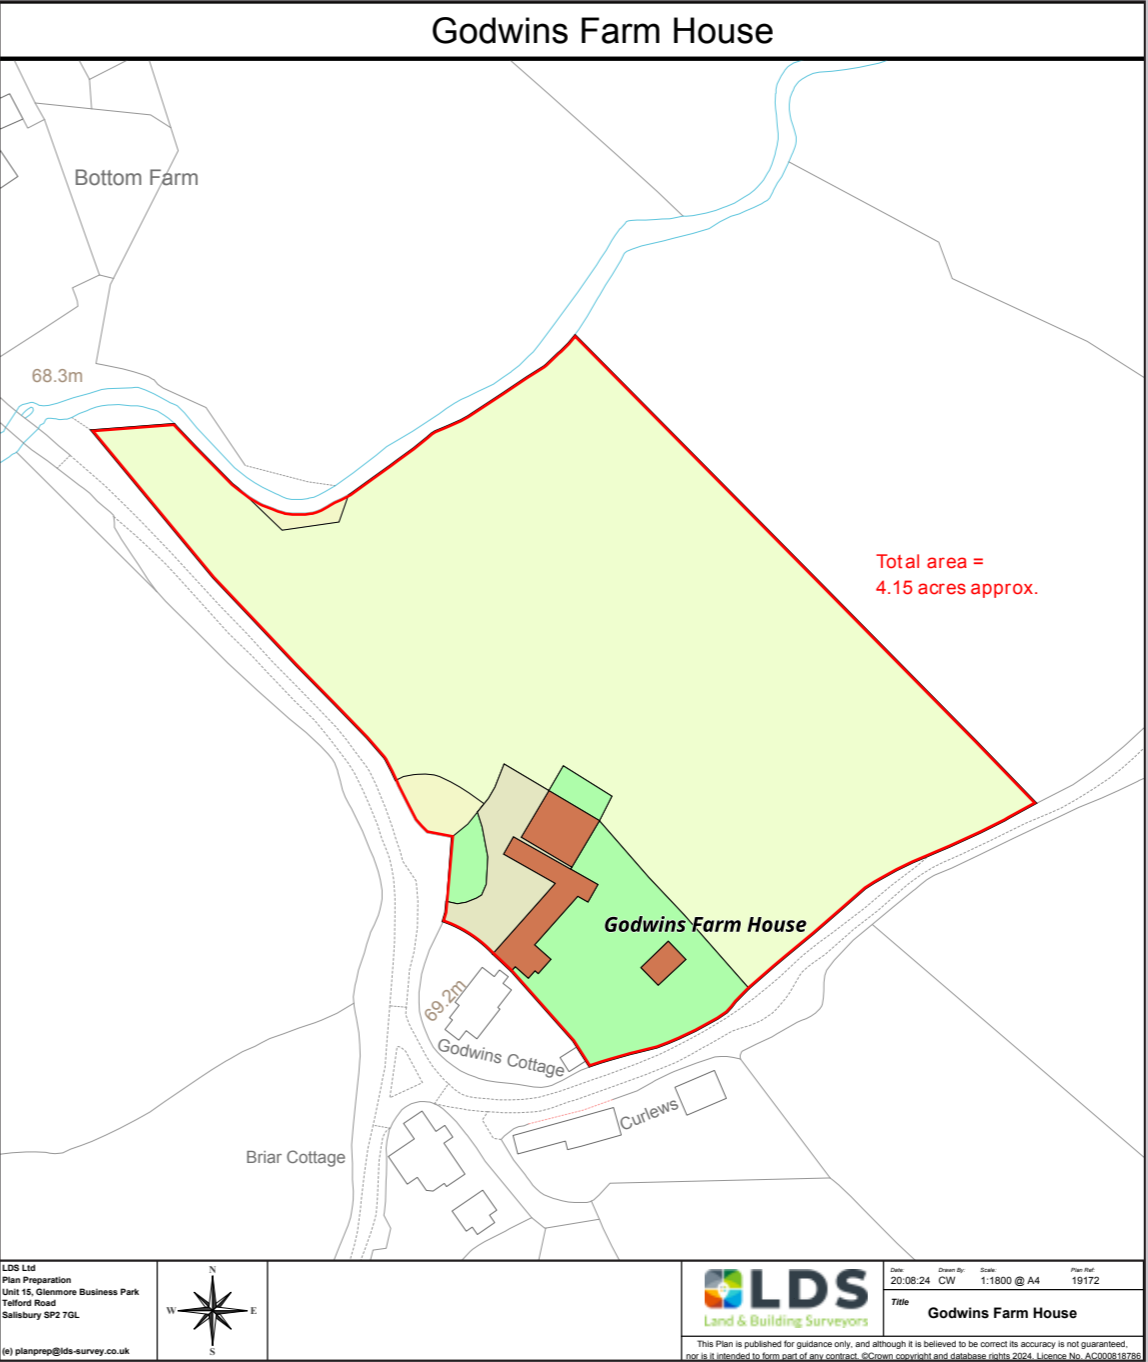 Godwins Farm House
Bottom Farm
68.3m
Total area =
4.15 acres approx.
Godwins Farm House
69.2m
Godwins Cottage
Curlews
Briar Cottage
LDS Ltd
Plan Preparation
Unit 15, Glenmore Business Park
Telford Road
Salisbury SP2 7GL
(e) planprep@lds-survey.co.uk
N
W E
S
LDS
Land & Building Surveyors
Date: Drawn By: Scale: Plan Ref:
20:08:24 CW 1:1800 @ A4 19172
Title
Godwins Farm House
This Plan is published for guidance only, and although it is believed to be correct its accuracy is not guaranteed,
nor is it intended to form part of any contract. ©Crown copyright and database rights 2024. Licence No. AC000818786